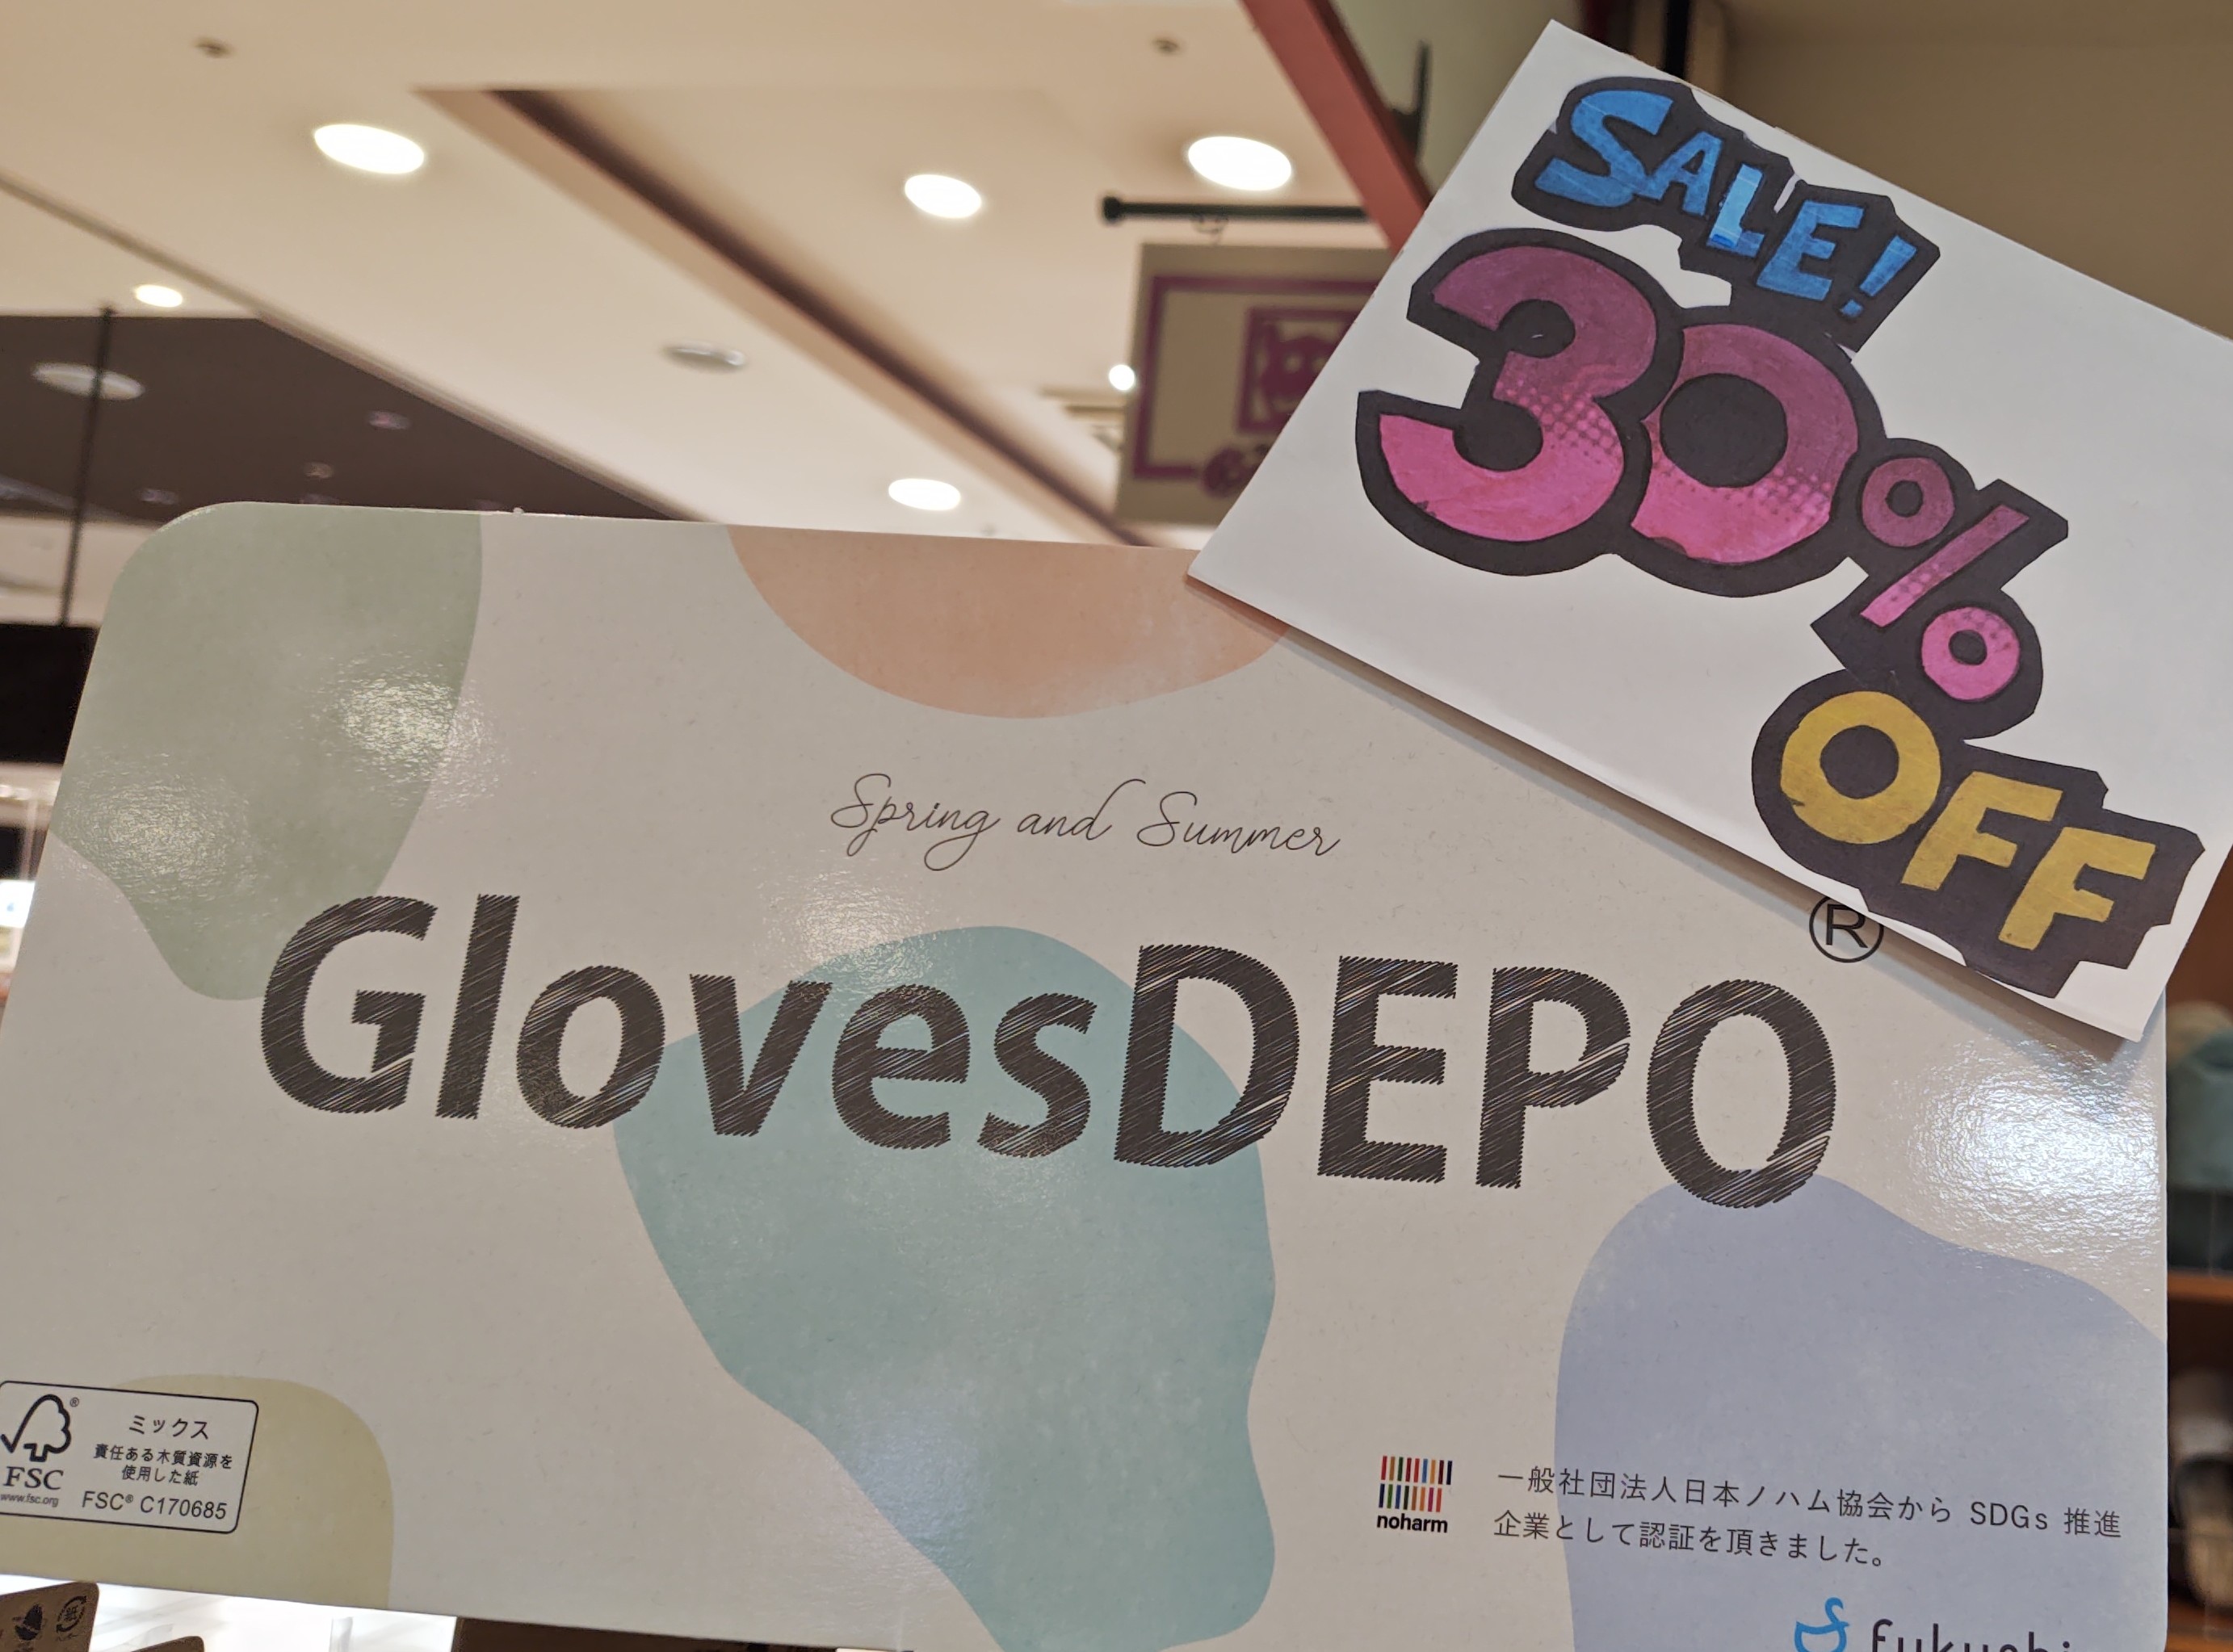 SALE!
30%
OFF
Spring and Summer
GlovesDEPO®
FSC®
www.fsc.org
ミックス
責任ある木質資源を
使用した紙
FSC® C170685
noharm
一般社団法人日本ノハム協会から SDGs 推進
企業として認証を頂きました。
fukushi